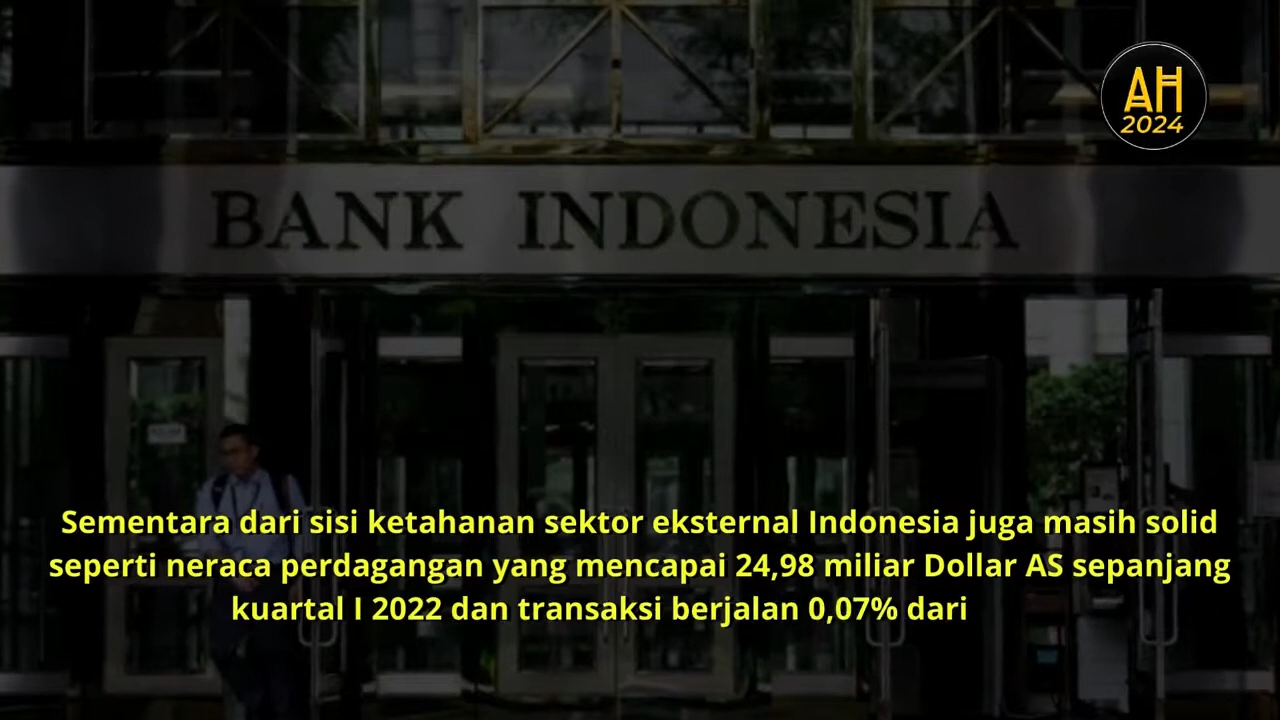 AH
2024
BANK INDONESIA
Sementara dari sisi ketahanan sektor eksternal Indonesia juga masih solid
seperti neraca perdagangan yang mencapai 24,98 miliar Dollar AS sepanjang
kuartal I 2022 dan transaksi berjalan 0,07% dari